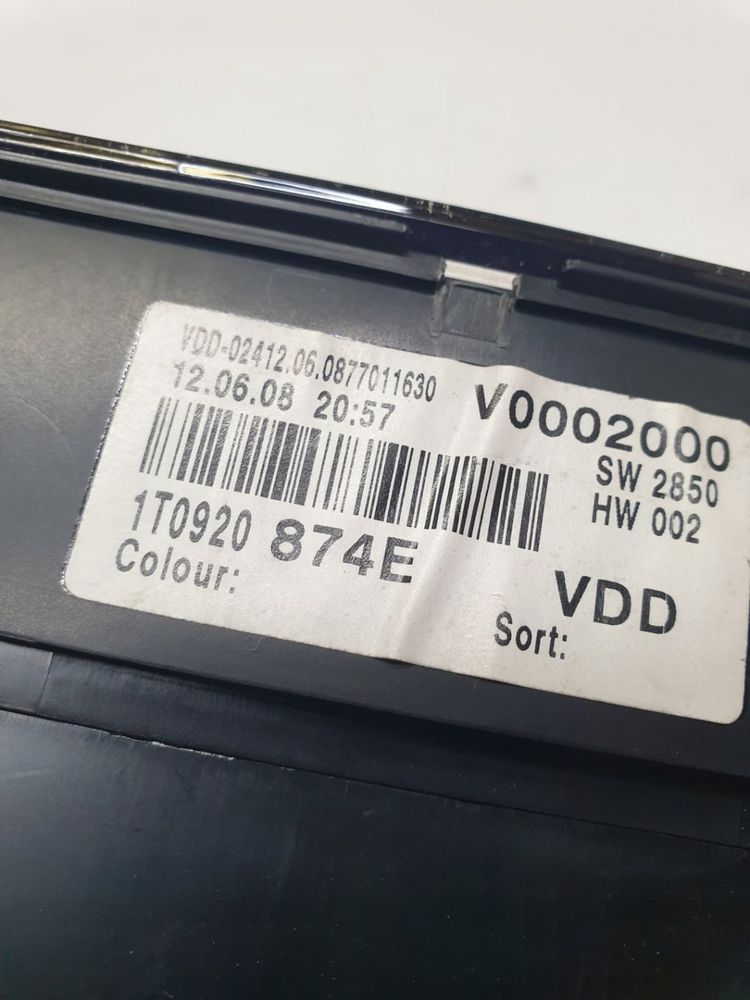 VDD-02412.06.0877011630
12.06.08 20:57
V0002000
SW 2850
HW 002
1T0920 874E
Colour:
VDD
Sort: